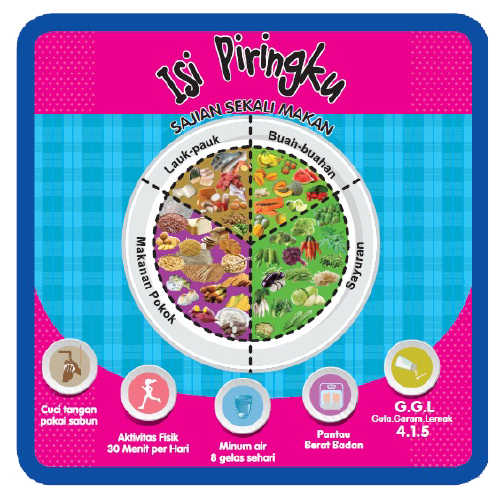 Isi Piringku
SAJIAN SEKALI MAKAN
Lauk-pauk
Buah-buahan
Makanan Pokok
Sayuran
Cuci tangan
pakai sabun
Aktivitas Fisik
30 Menit per Hari
Minum air
8 gelas sehari
Pantau
Berat Badan
G.G.L
Gula.Garam.Lemak
4.1.5